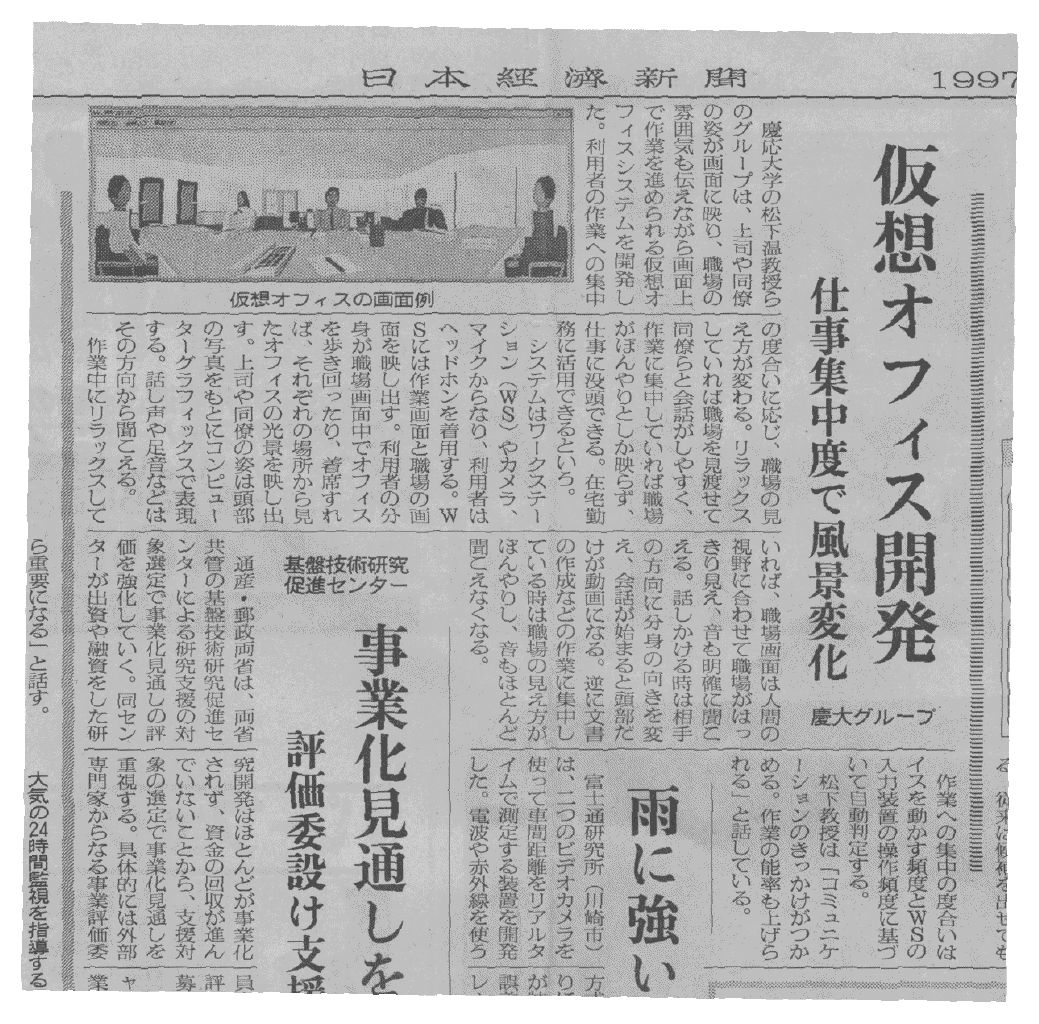 日本経済新聞
1997
仮想オフィス開発
仕事集中度で風景変化
慶大グループ
慶応大学の松下温教授ら
のグループは、上司や同僚
の姿が画面に映り、職場の
雰囲気も伝えながら画面上
で作業を進められる仮想オ
フィスシステムを開発し
た。利用者の作業への集中
仮想オフィスの画面例
の度合いに応じ、職場の見
え方が変わる。リラックス
していれば職場を見渡せて
同僚らと会話がしやすく、
作業に集中していれば職場
がぼんやりとしか映らず、
仕事に没頭できる。在宅勤
務に活用できるという。
システムはワークステー
ション（WS）やカメラ、
マイクからなり、利用者は
ヘッドホンを着用する。W
Sには作業画面と職場の画
面を映し出す。利用者の分
身が職場画面中でオフィス
を歩き回ったり、着席すれ
ば、それぞれの場所から見
たオフィスの光景を映し出
す。上司や同僚の姿は頭部
の写真をもとにコンピュー
ターグラフィックスで表現
する。話し声や足音などは
その方向から聞こえる。
作業中にリラックスして
いれば、職場画面は人間の
視野に合わせて職場がはっ
きり見え、音も明確に聞こ
える。話しかける時は相手
の方向に分身の向きを変
え、会話が始まると頭部だ
けが動画になる。逆に文書
の作成などの作業に集中し
ている時は職場の見え方が
ぼんやりし、音もほとんど
聞こえなくなる。
作業への集中の度合いは
イスを動かす頻度とWSの
入力装置の操作頻度に基づ
いて自動判定する。
松下教授は「コミュニケ
ーションのきっかけがつか
める。作業の能率も上げら
れる」と話している。
雨に強い
富士通研究所（川崎市）
は、二つのビデオカメラを
使って車間距離をリアルタ
イムで測定する装置を開発
した。電波や赤外線を使う
基盤技術研究
促進センター
事業化見通しを
評価委設け支援
通産・郵政両省は、両省
共管の基盤技術研究促進セ
ンターによる研究支援の対
象選定で事業化見通しの評
価を強化していく。同セン
ターが出資や融資をした研
究開発はほとんどが事業化
されず、資金の回収が進ん
でいないことから、支援対
象の選定で事業化見通しを
重視する。具体的には外部
専門家からなる事業評価委
ら重要になる」と話す。
大気の24時間監視を指導する